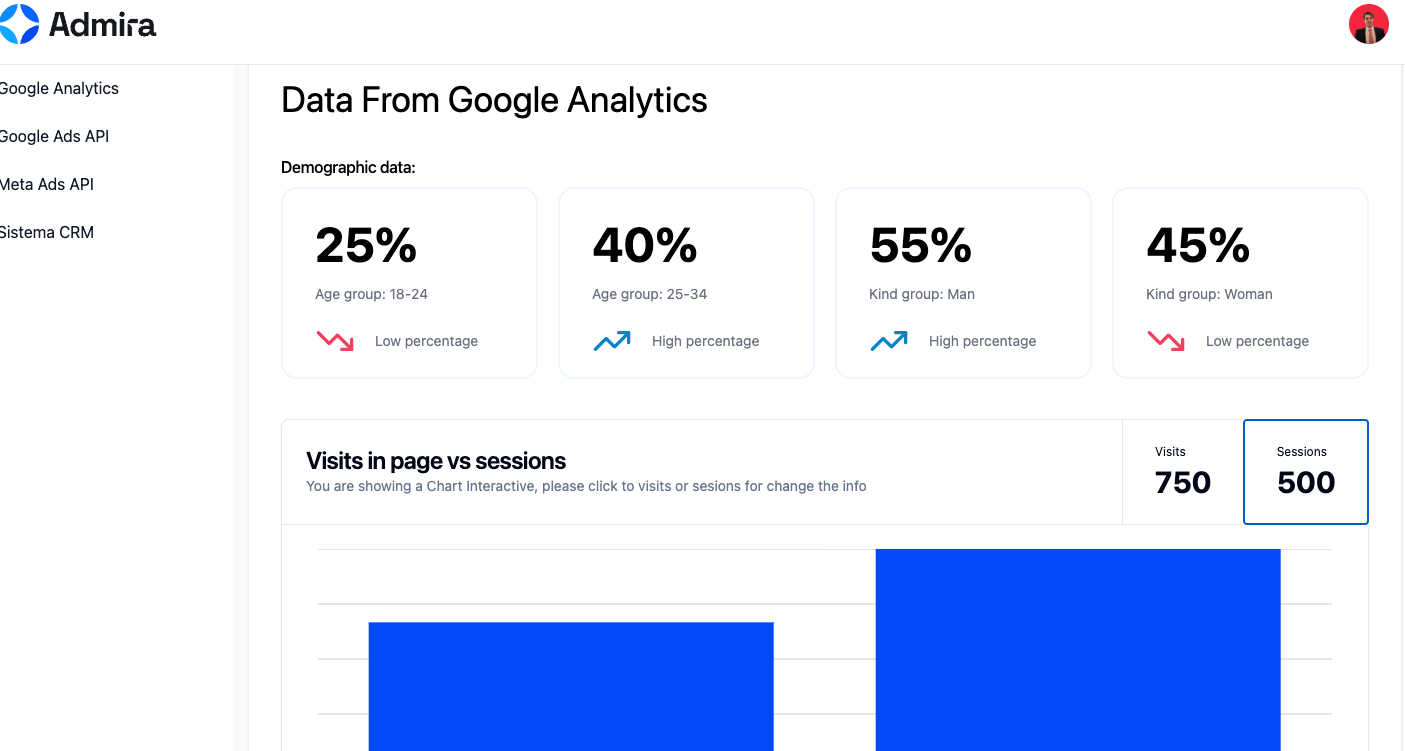 Admira
Google Analytics
Google Ads API
Meta Ads API
Sistema CRM
Data From Google Analytics
Demographic data:
25%
Age group: 18-24
Low percentage
40%
Age group: 25-34
High percentage
55%
Kind group: Man
High percentage
45%
Kind group: Woman
Low percentage
Visits in page vs sessions
You are showing a Chart Interactive, please click to visits or sesions for change the info
Visits
750
Sessions
500